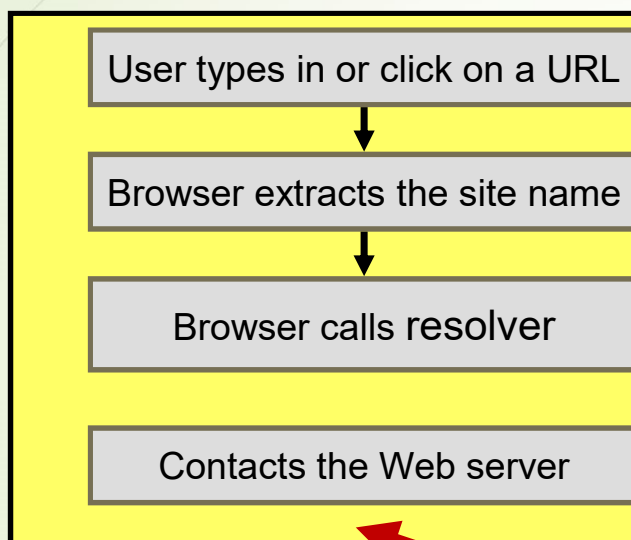 User types in or click on a URL
Browser extracts the site name
Browser calls resolver
Contacts the Web server